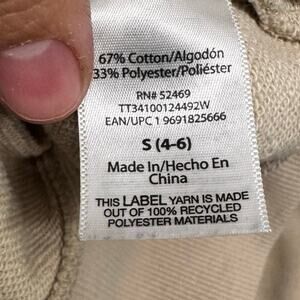 67% Cotton/Algodón
33% Polyester/Poliéster
RN# 52469
TT34100124492W
EAN/UPC 1 9691825666
S (4-6)
Made In/Hecho En
China
THIS LABEL YARN IS MADE
OUT OF 100% RECYCLED
POLYESTER MATERIALS